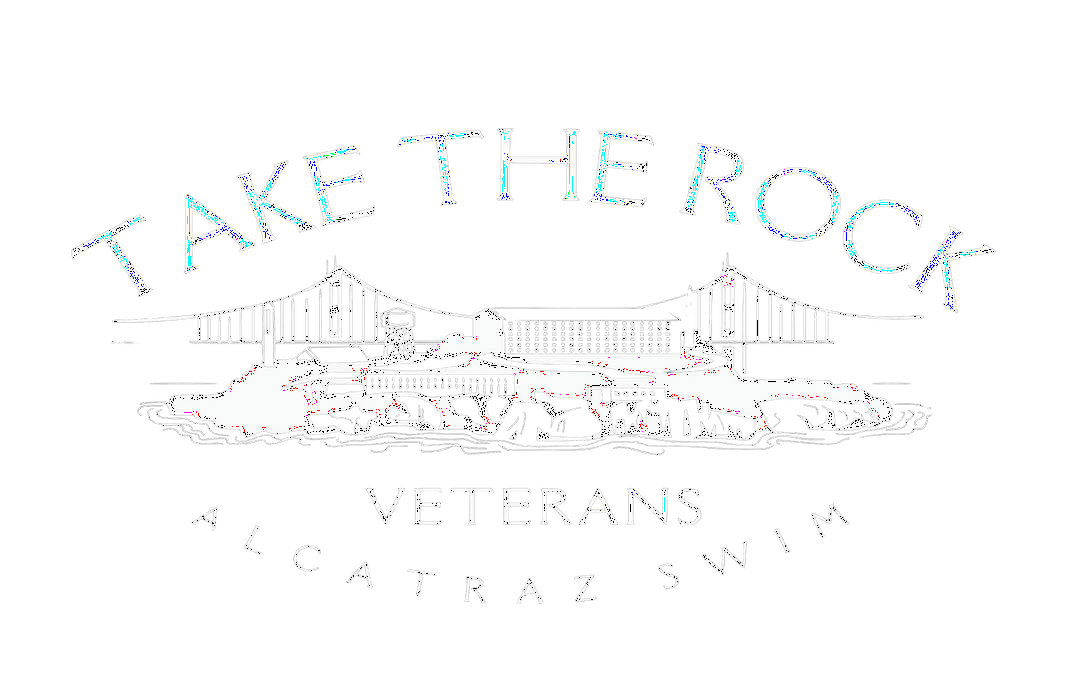 TAKE THE ROCK
VETERANS
ALCATRAZ SWIM